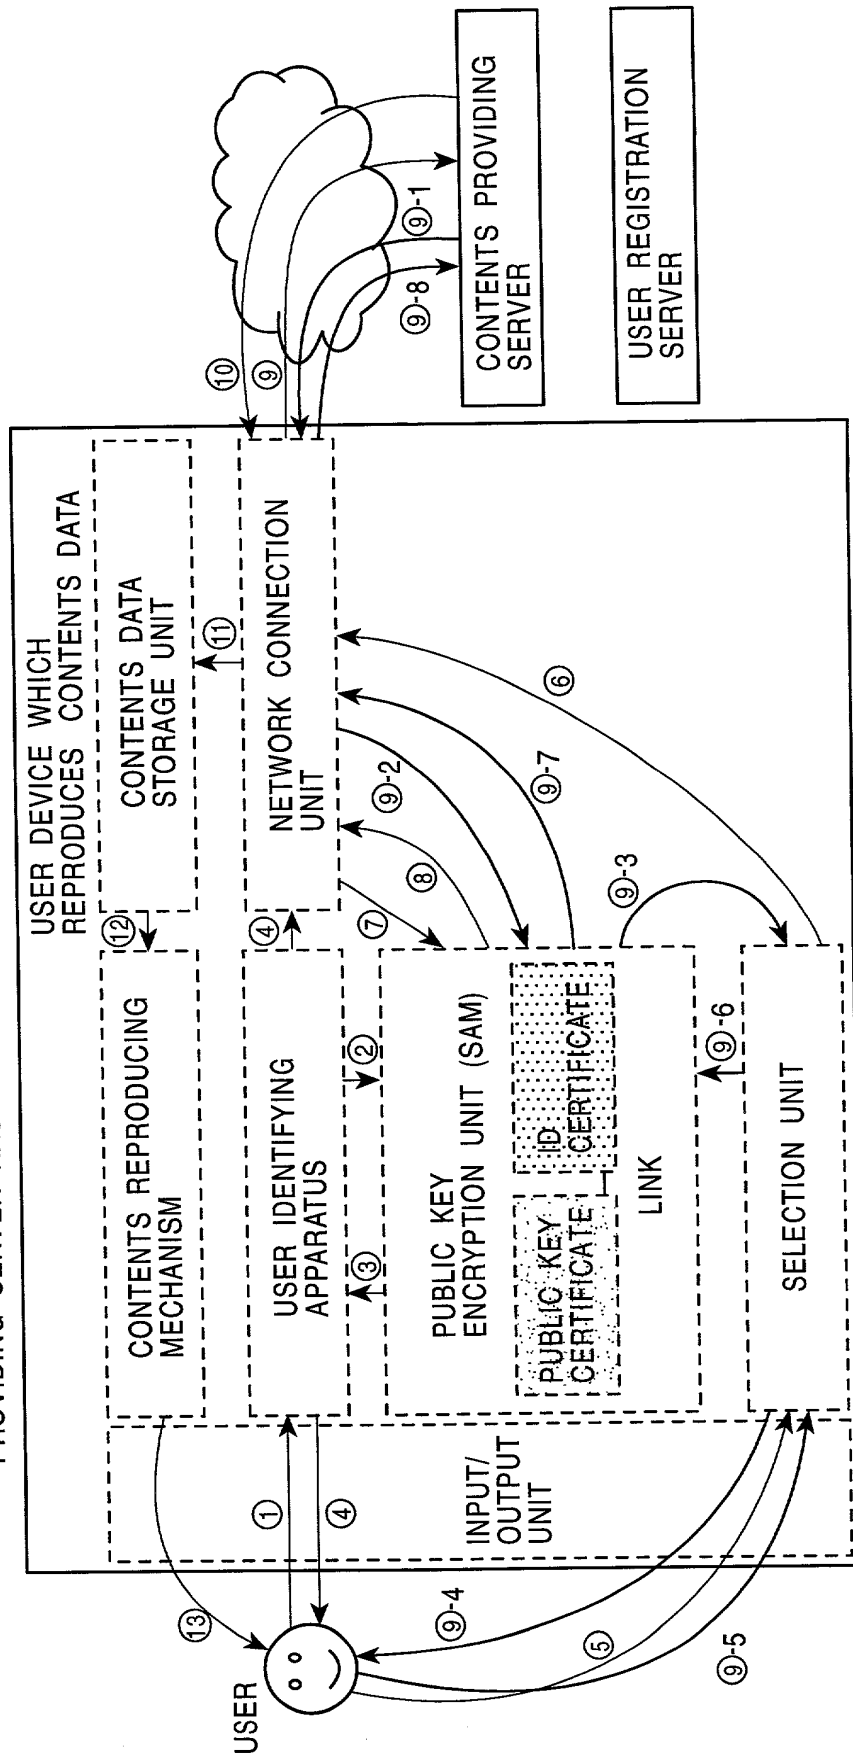 USER DEVICE WHICH
REPRODUCES CONTENTS DATA
CONTENTS REPRODUCING
MECHANISM
⑫
CONTENTS DATA
STORAGE UNIT
⑬
⑪
⑩
USER
①
④
USER IDENTIFYING
APPARATUS
④
NETWORK CONNECTION
UNIT
⑨
③
②
⑦
⑧
⑨-2
⑨-1
⑨-8
INPUT/
OUTPUT
UNIT
PUBLIC KEY
ENCRYPTION UNIT (SAM)
PUBLIC KEY
CERTIFICATE
ID
CERTIFICATE
LINK
CONTENTS PROVIDING
SERVER
⑨-7
⑥
⑨-3
⑨-4
⑤
⑨-5
⑨-6
SELECTION UNIT
USER REGISTRATION
SERVER